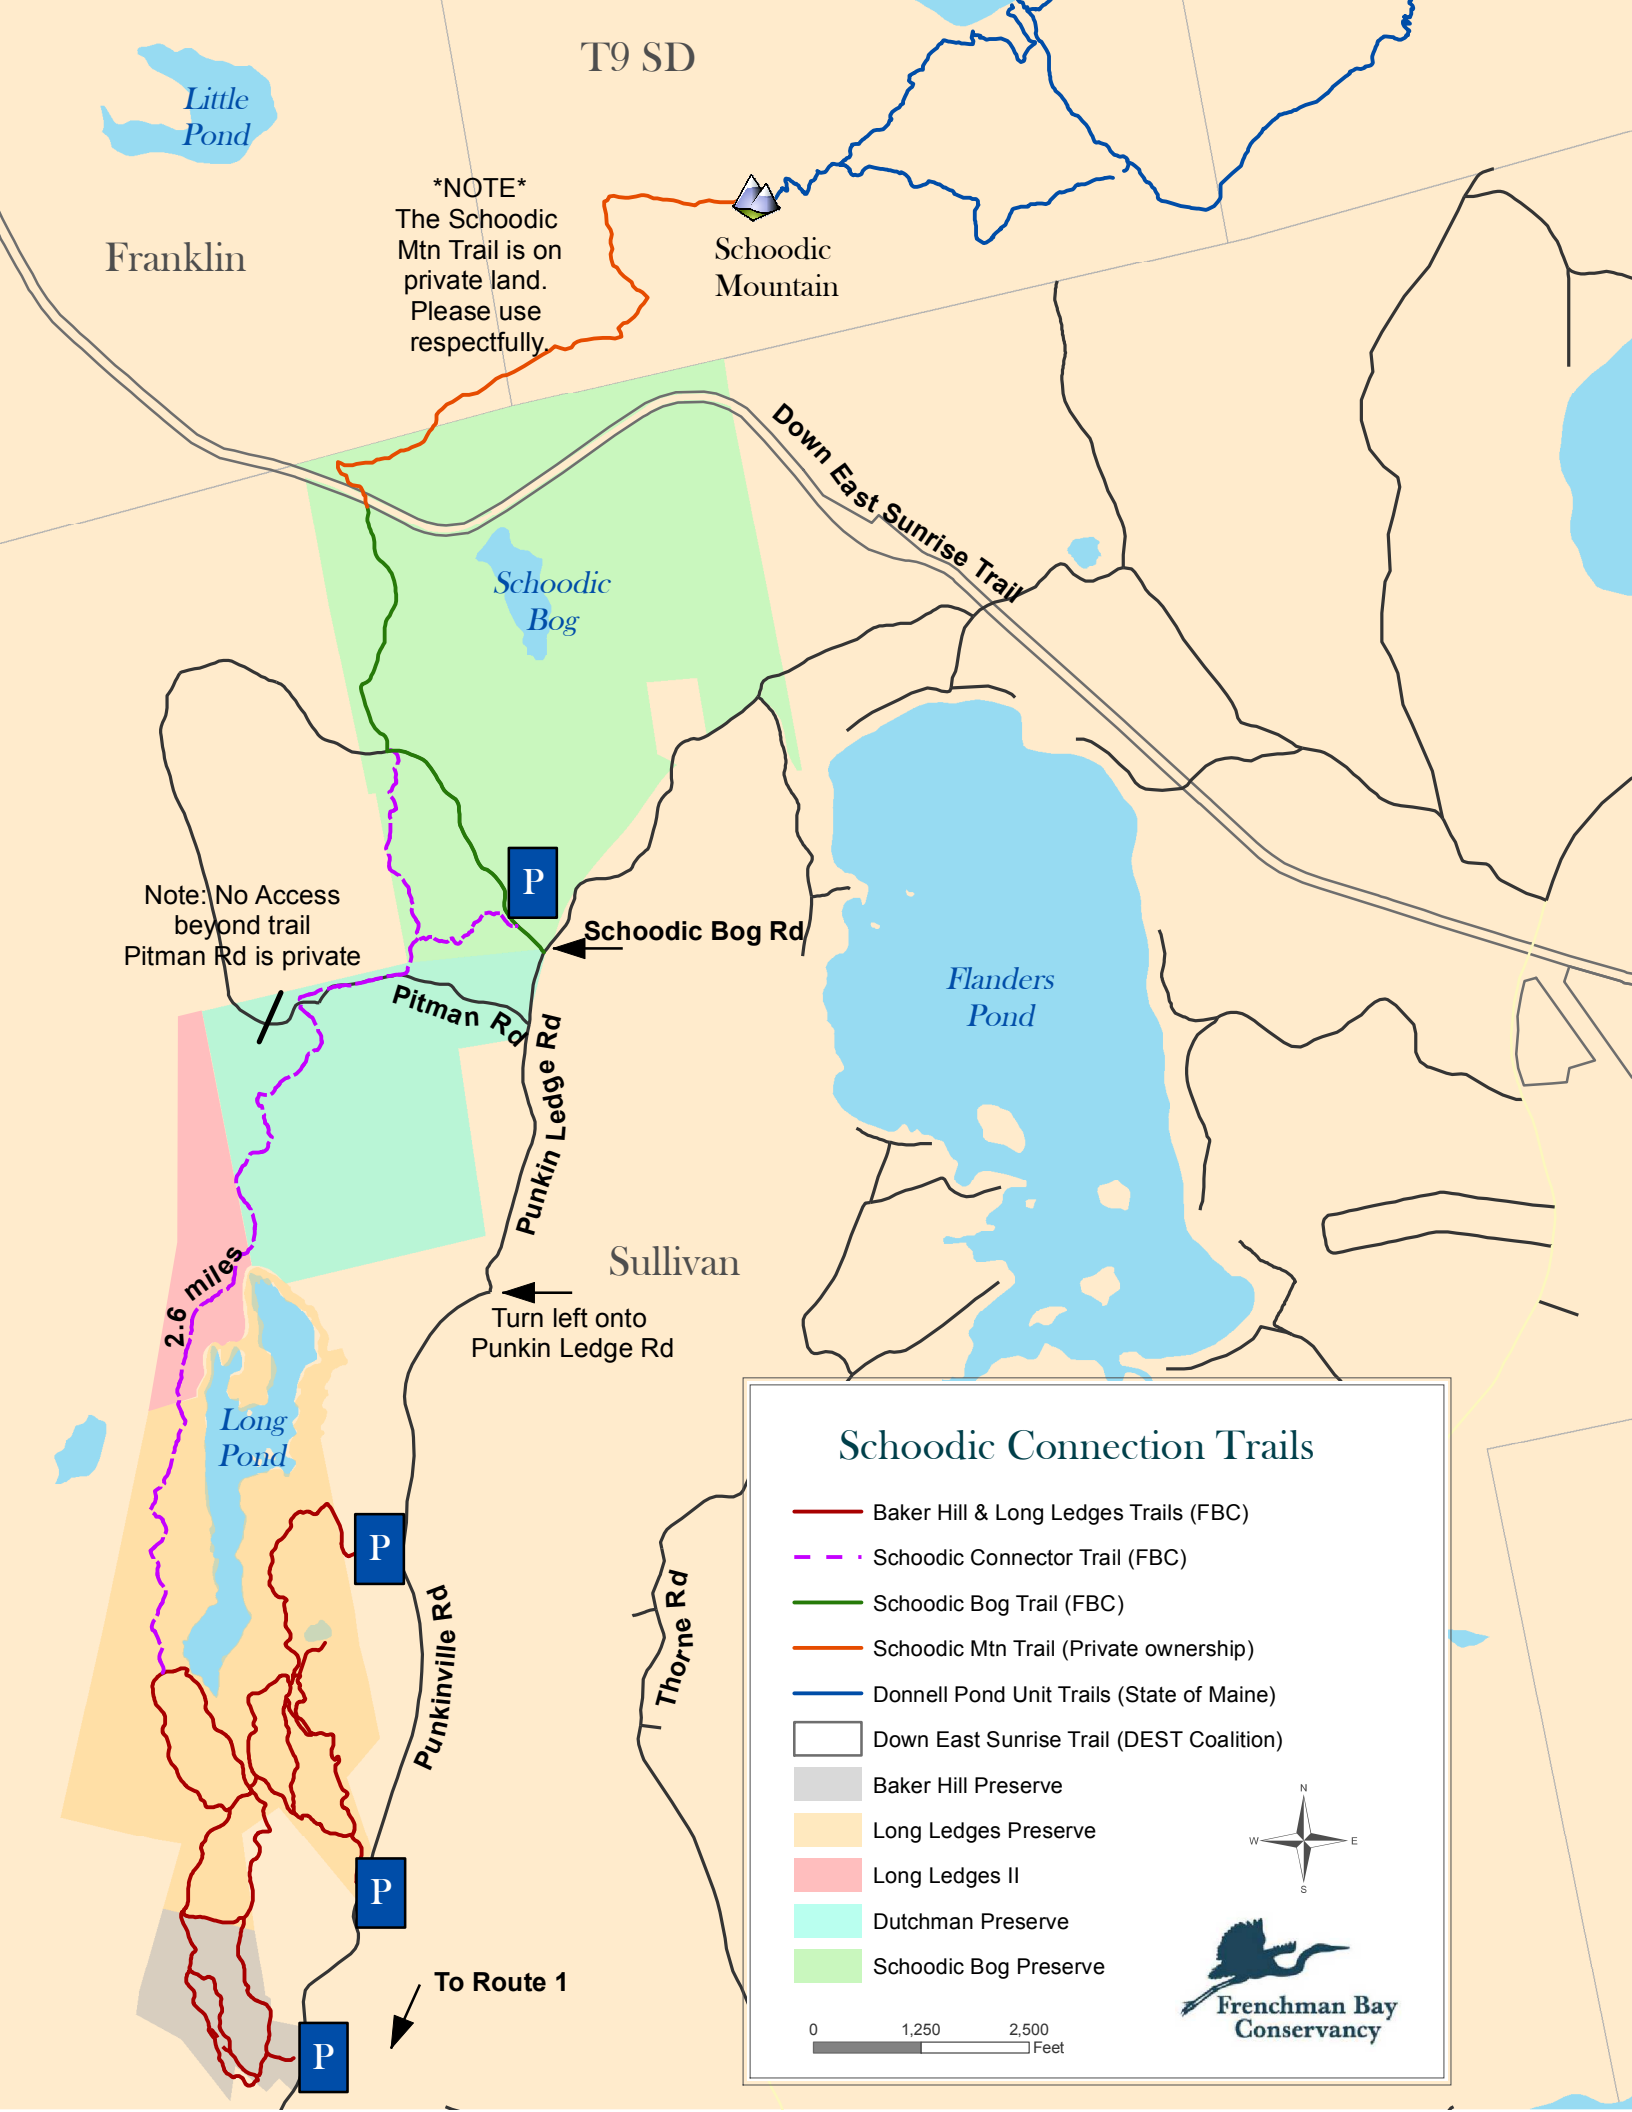 T9 SD
Little
Pond
*NOTE*
The Schoodic
Mtn Trail is on
private land.
Please use
respectfully.
Franklin
Schoodic
Mountain
Down East Sunrise Trail
Schoodic
Bog
P
Note: No Access
beyond trail
Pitman Rd is private
Schoodic Bog Rd
Pitman Rd
Flanders
Pond
Punkin Ledge Rd
Sullivan
2.6 miles
Turn left onto
Punkin Ledge Rd
Long
Pond
P
Punkinville Rd
Thorne Rd
P
To Route 1
P
Schoodic Connection Trails
Baker Hill & Long Ledges Trails (FBC)
Schoodic Connector Trail (FBC)
Schoodic Bog Trail (FBC)
Schoodic Mtn Trail (Private ownership)
Donnell Pond Unit Trails (State of Maine)
Down East Sunrise Trail (DEST Coalition)
Baker Hill Preserve
Long Ledges Preserve
Long Ledges II
Dutchman Preserve
Schoodic Bog Preserve
N
W E
S
Frenchman Bay
Conservancy
0 1,250 2,500
Feet